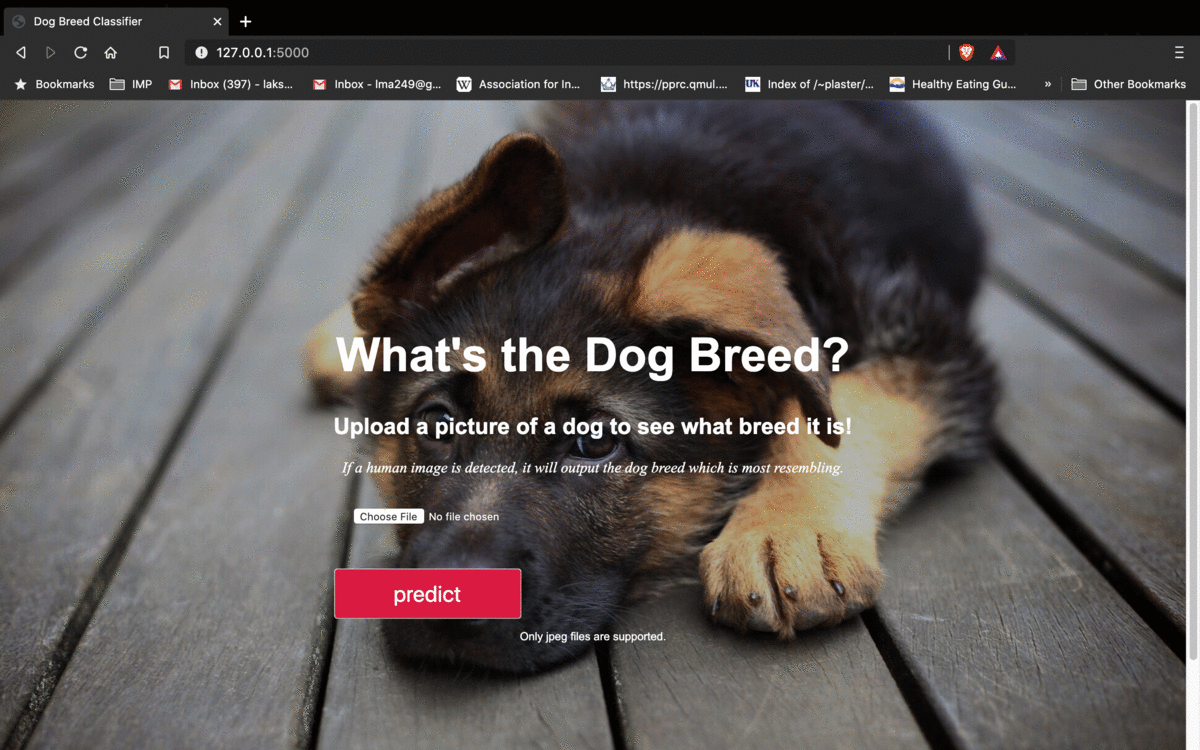 Dog Breed Classifier
127.0.0.1:5000
Bookmarks IMP Inbox (397) - laks... Inbox - lma249@g... W Association for In... https://pprc.qmul.... UK Index of /~plaster/... Healthy Eating Gu... » Other Bookmarks
What's the Dog Breed?
Upload a picture of a dog to see what breed it is!
If a human image is detected, it will output the dog breed which is most resembling.
Choose File No file chosen
predict
Only jpeg files are supported.